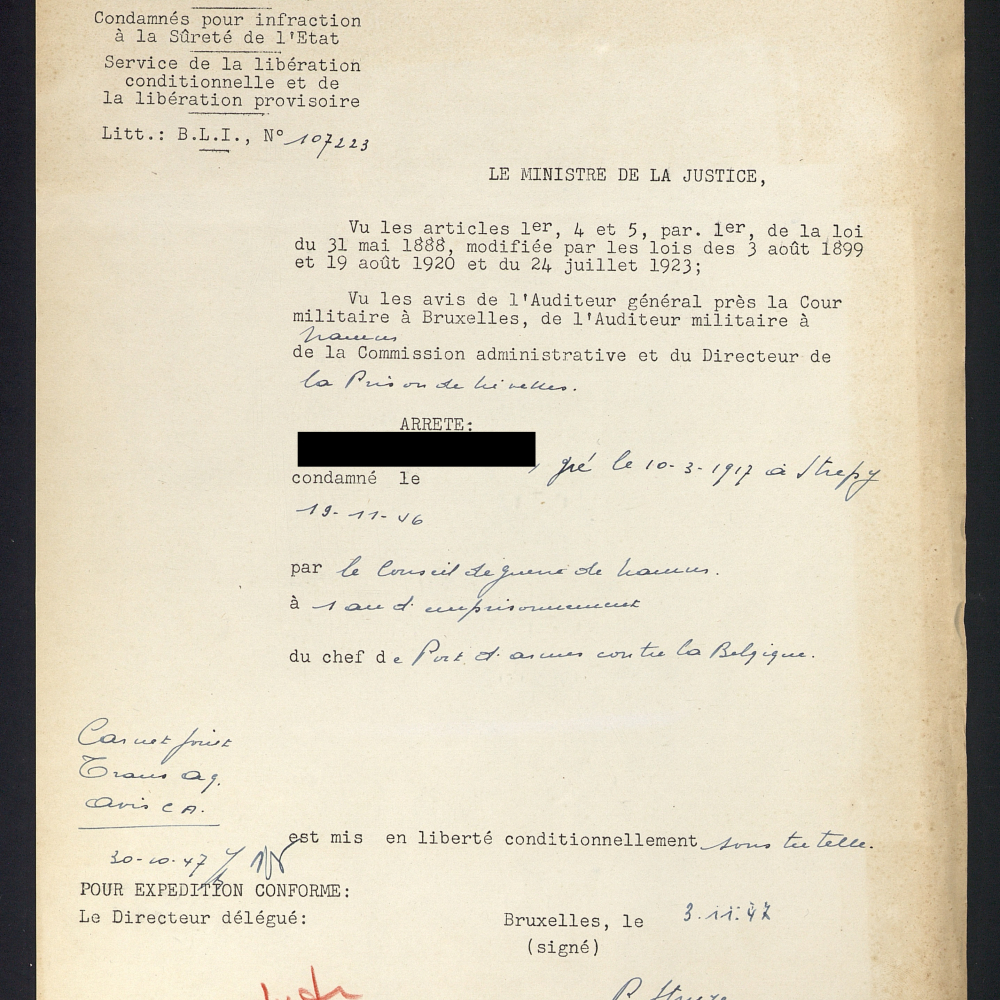 Condamnés pour infraction
à la Sûreté de l'Etat
Service de la libération
conditionnelle et de
la libération provisoire
Litt.: B.L.I., N° 107223
LE MINISTRE DE LA JUSTICE,
Vu les articles 1er, 4 et 5, par. 1er, de la loi
du 31 mai 1888, modifiée par les lois des 3 août 1899
et 19 août 1920 et du 24 juillet 1923;
Vu les avis de l'Auditeur général près la Cour
militaire à Bruxelles, de l'Auditeur militaire à
Namur
de la Commission administrative et du Directeur de
la Prison de Nivelles.
ARRETE:
, né le 10-3-1917 à Strepy
condamné le
19-11-46
par le Conseil de guerre de Namur.
à 1 an d'emprisonnement
du chef de Port d'armes contre la Belgique.
Carnet joint
Trans ag.
avis C A.
est mis en liberté conditionnellement sous tutelle.
30-10-47
POUR EXPEDITION CONFORME:
Le Directeur délégué:
Bruxelles, le 3.11.47
(signé)